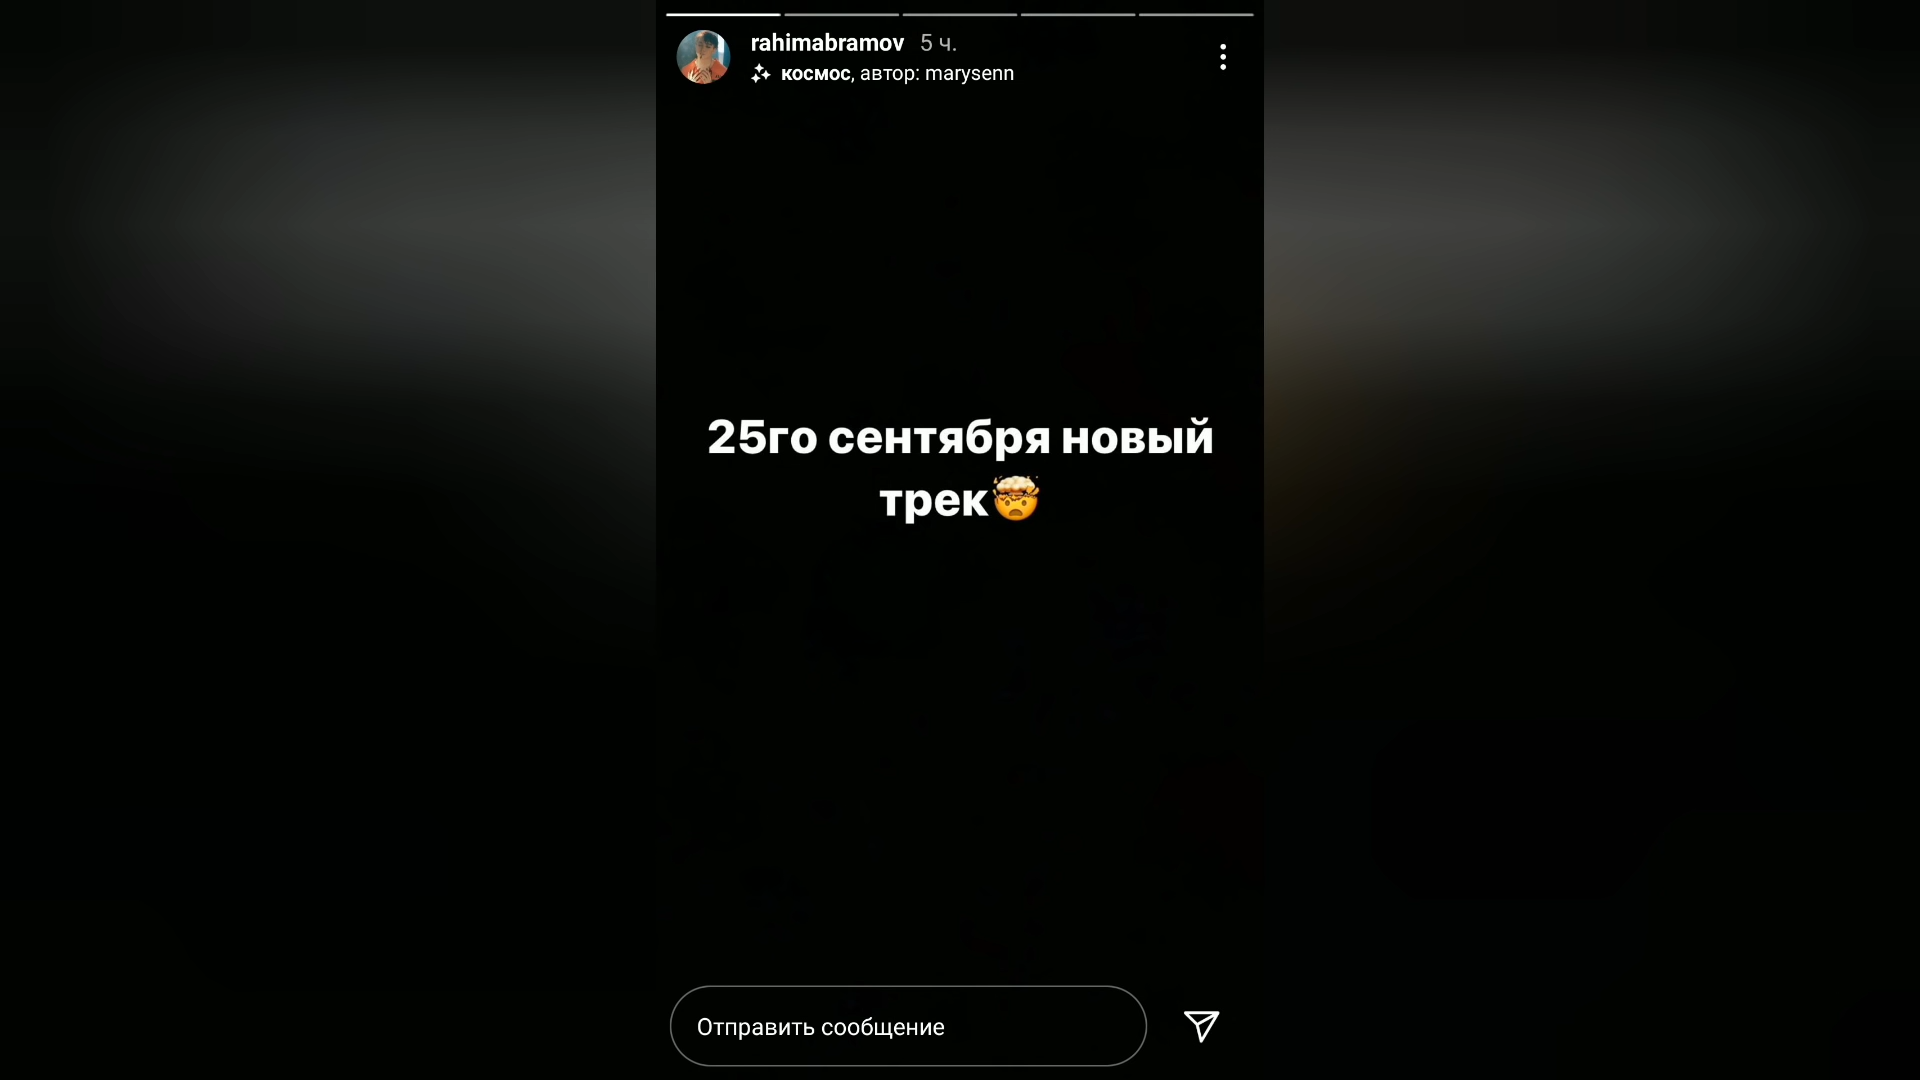 rahimabramov 5 ч.
космос, автор: marysenn
25го сентября новый
трек🤯
Отправить сообщение